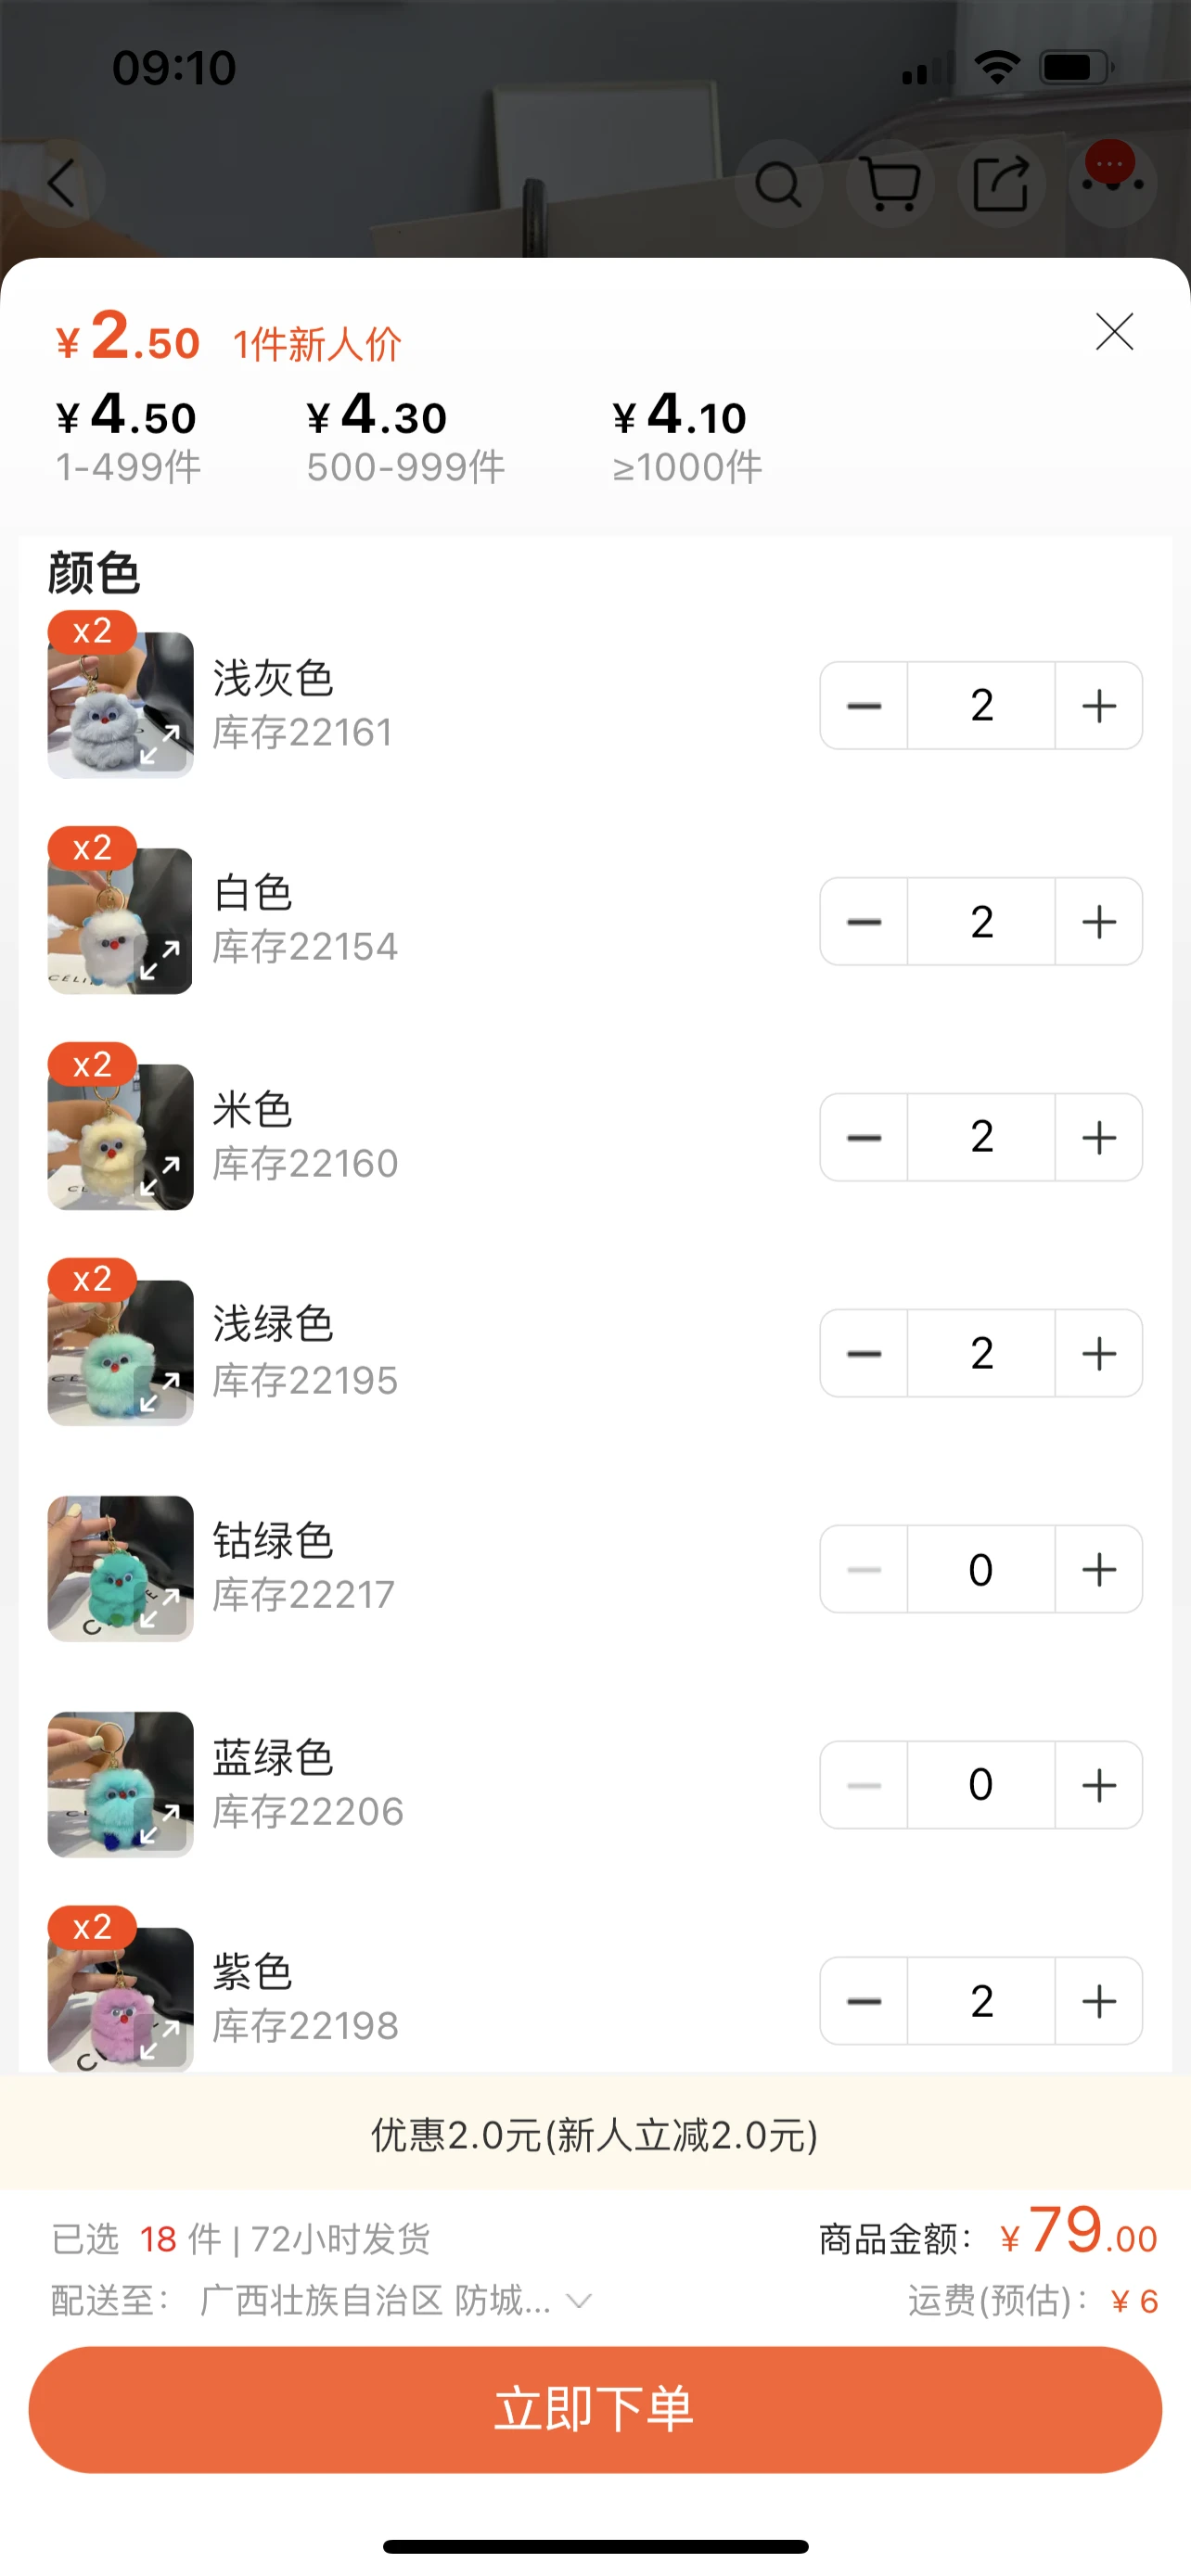 09:10
¥2.50 1件新人价
¥4.50 ¥4.30 ¥4.10
1-499件 500-999件 ≥1000件
颜色
x2
浅灰色
库存22161
2
x2
白色
库存22154
2
x2
米色
库存22160
2
x2
浅绿色
库存22195
2
钴绿色
库存22217
0
蓝绿色
库存22206
0
x2
紫色
库存22198
2
优惠2.0元(新人立减2.0元)
已选 18 件 | 72小时发货 商品金额: ¥79.00
配送至: 广西壮族自治区 防城... 运费(预估): ¥6
立即下单